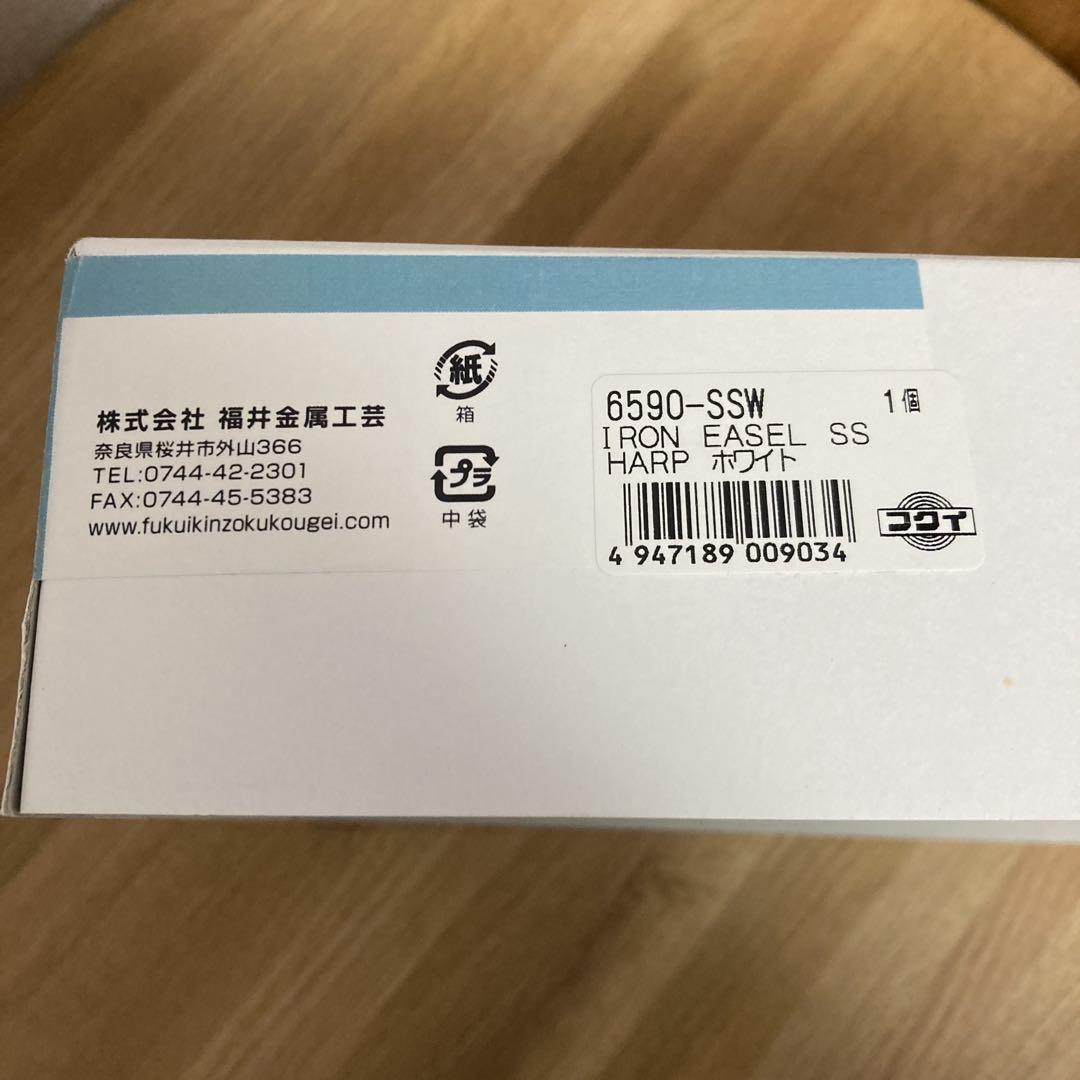 株式会社 福井金属工芸
奈良県桜井市外山366
TEL:0744-42-2301
FAX:0744-45-5383
www.fukuikinzokukougei.com
紙
箱
プラ
中袋
6590-SSW 1個
IRON EASEL SS
HARP ホワイト
4 947189 009034
フクイ